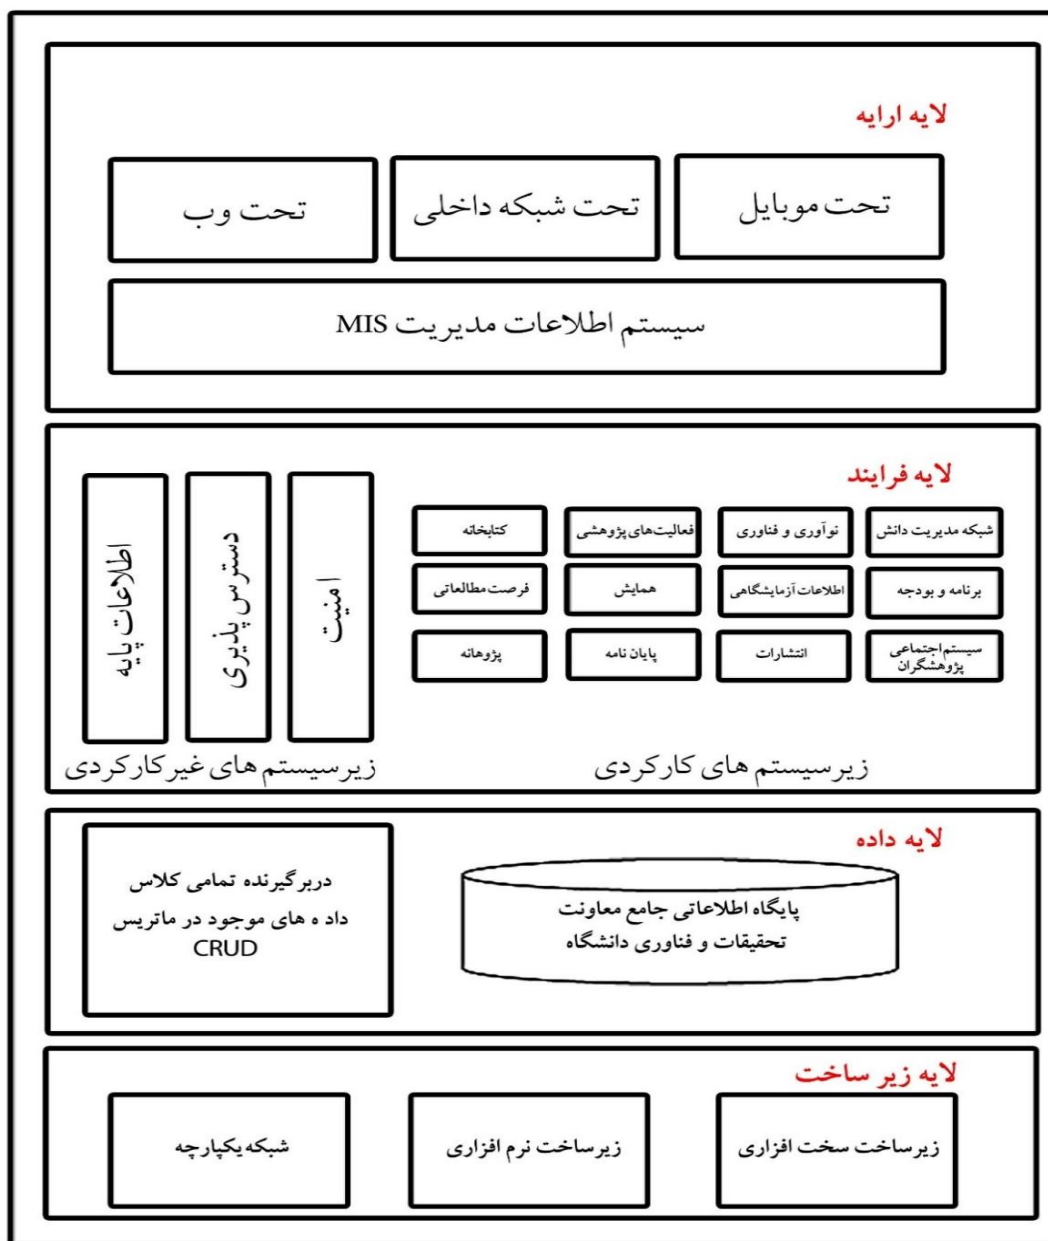 لایه ارایه
تحت موبایل
تحت شبکه داخلی
تحت وب
سیستم اطلاعات مدیریت MIS
لایه فرایند
شبکه مدیریت دانش
نوآوری و فناوری
فعالیت‌های پژوهشی
کتابخانه
برنامه و بودجه
اطلاعات آزمایشگاهی
همایش
فرصت مطالعاتی
سیستم اجتماعی
پژوهشگران
انتشارات
پایان نامه
پژوهانه
زیرسیستم های کارکردی
امنیت
دسترس پذیری
اطلاعات پایه
زیرسیستم های غیرکارکردی
لایه داده
پایگاه اطلاعاتی جامع معاونت
تحقیقات و فناوری دانشگاه
دربرگیرنده تمامی کلاس
داد ه های موجود در ماتریس
CRUD
لایه زیر ساخت
زیرساخت سخت افزاری
زیرساخت نرم افزاری
شبکه یکپارچه